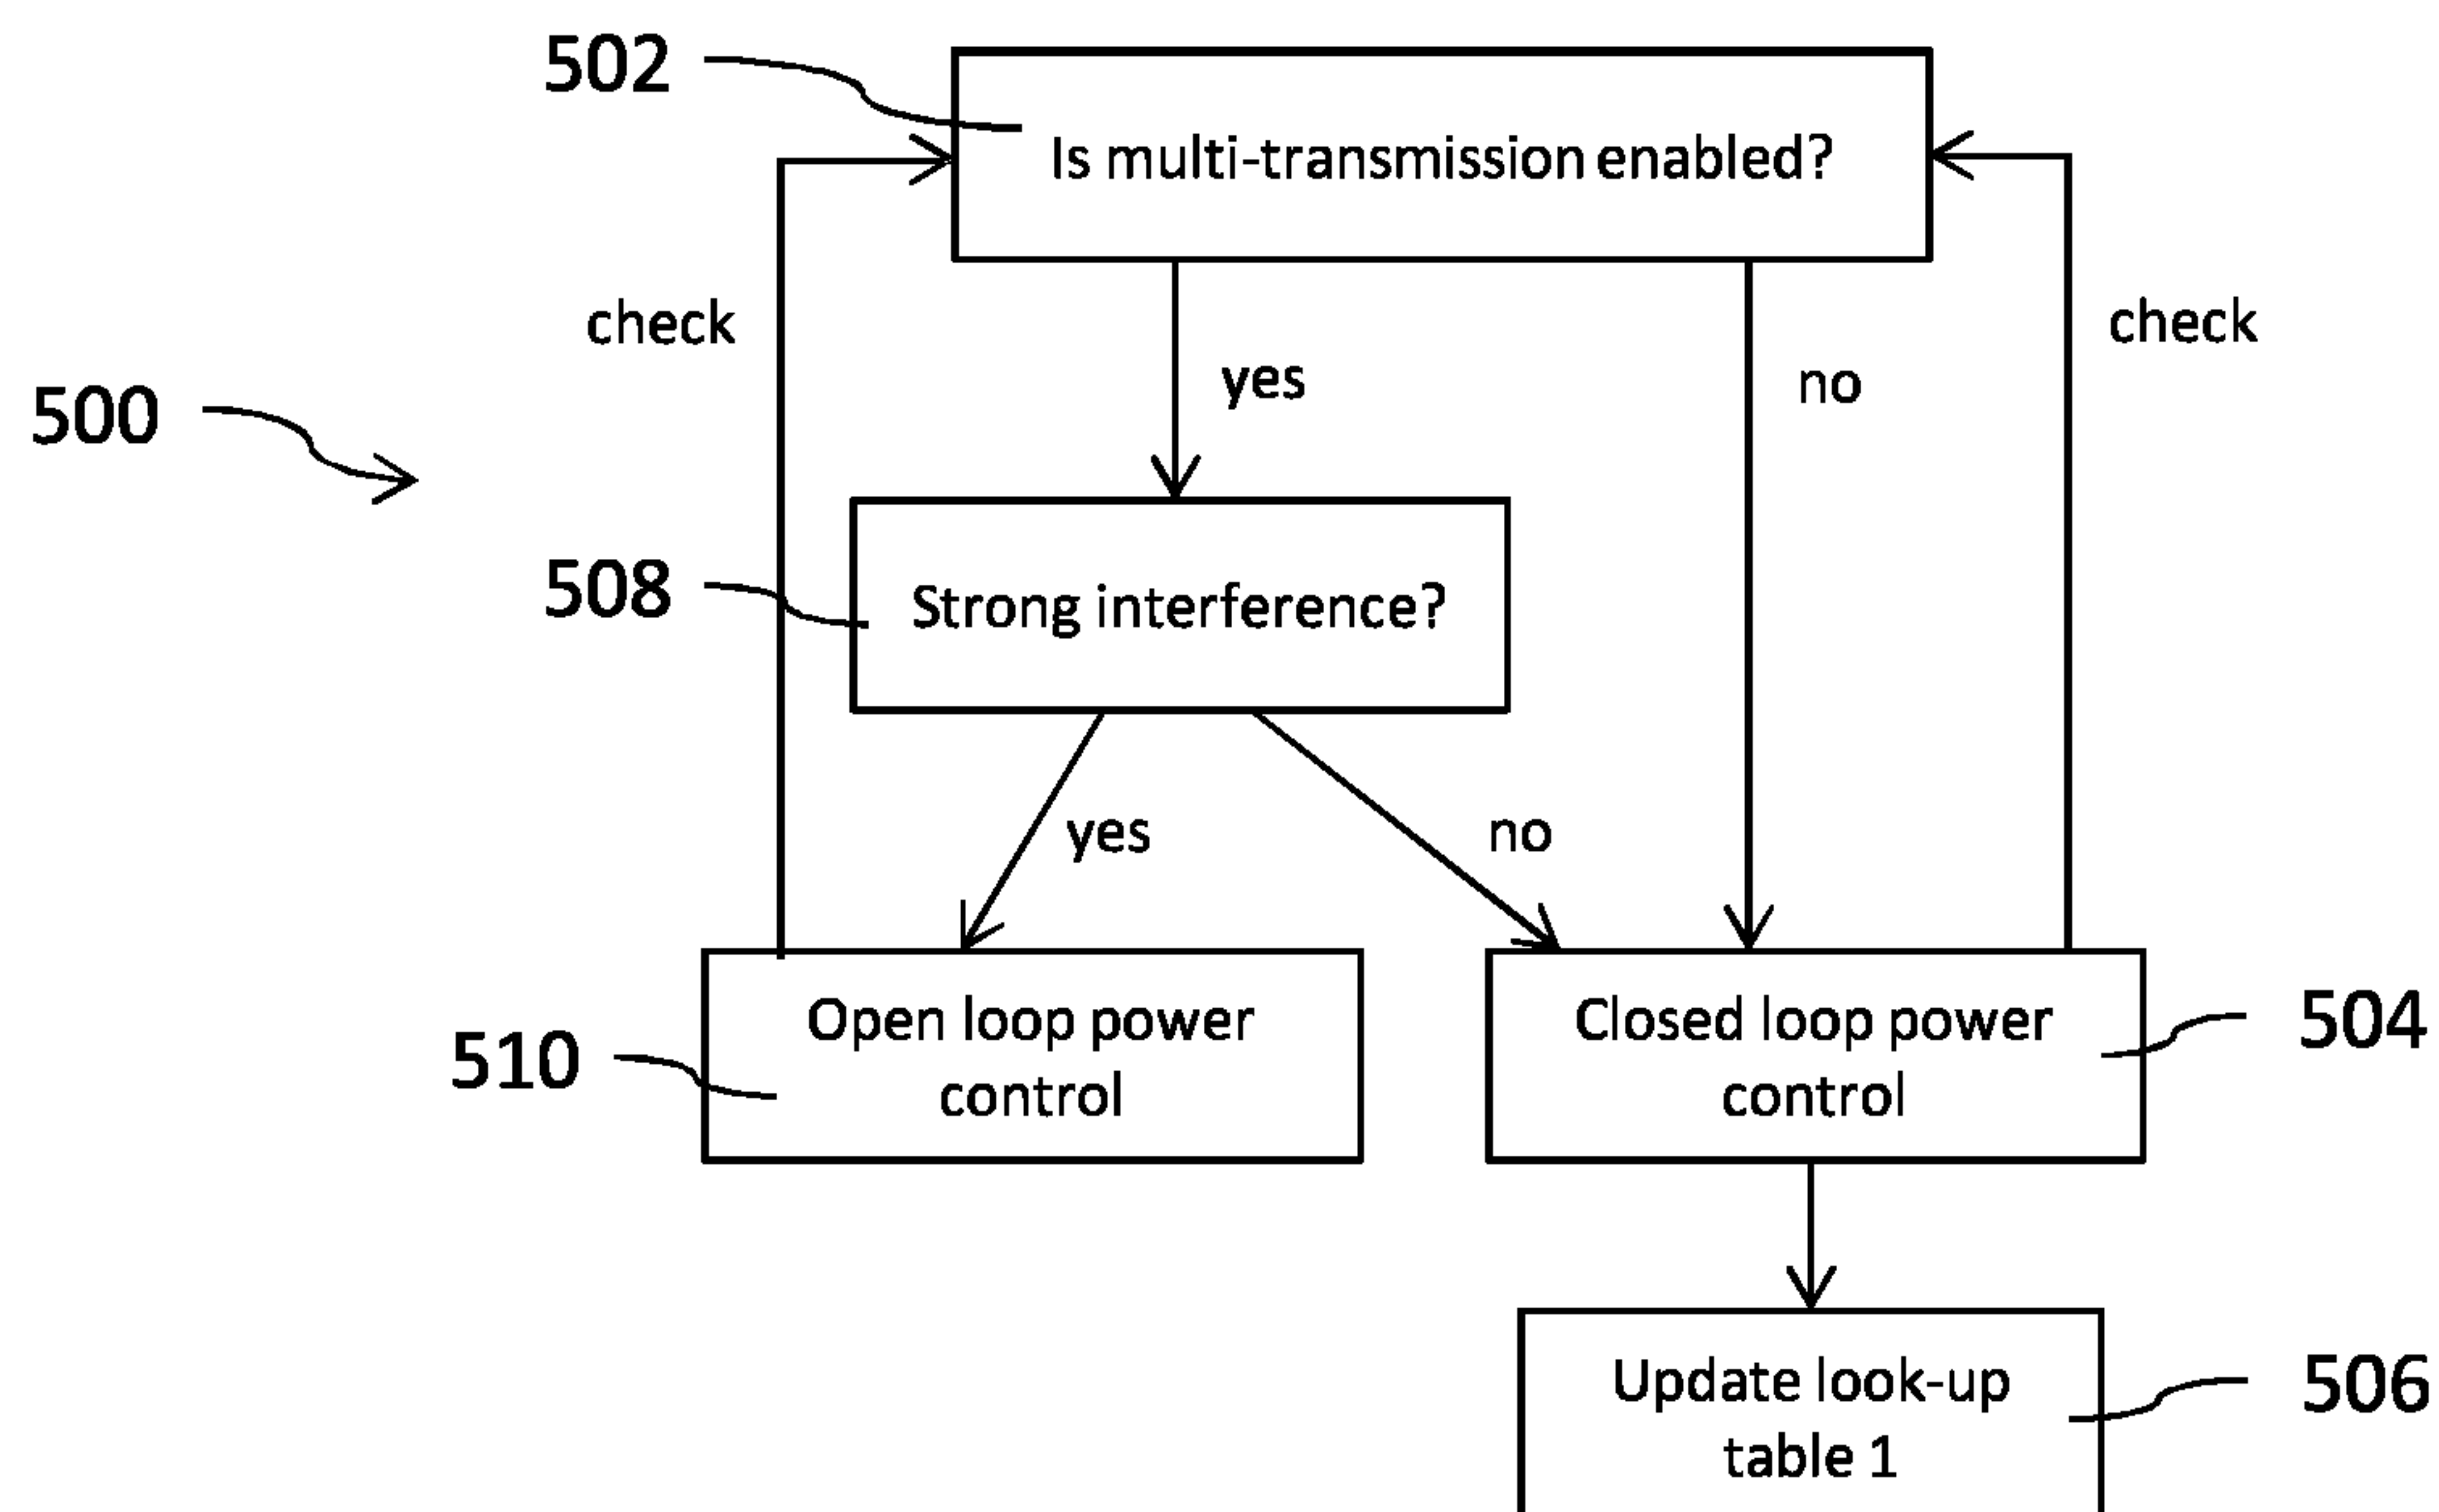 502
Is multi-transmission enabled?
check
check
yes
no
500
508
Strong interference?
yes
no
Open loop power
control
510
Closed loop power
control
504
Update look-up
table 1
506